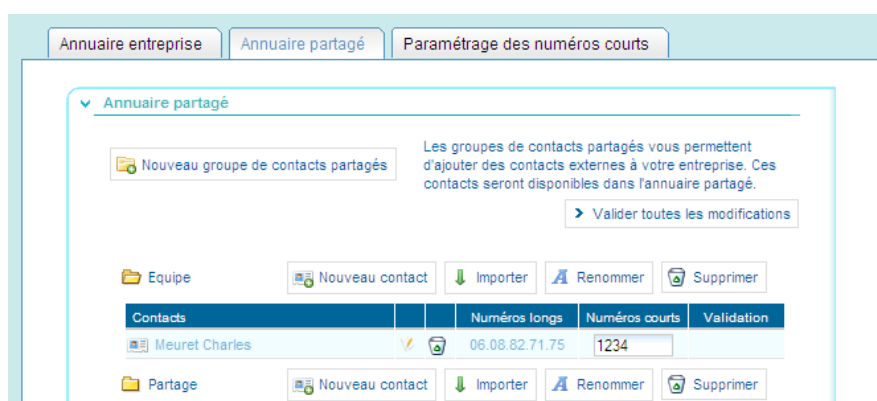 Annuaire entreprise Annuaire partagé Paramétrage des numéros courts
Annuaire partagé
Nouveau groupe de contacts partagés
Les groupes de contacts partagés vous permettent
d'ajouter des contacts externes à votre entreprise. Ces
contacts seront disponibles dans l'annuaire partagé.
Valider toutes les modifications
Equipe Nouveau contact Importer Renommer Supprimer
Contacts Numéros longs Numéros courts Validation
Meuret Charles 06.08.82.71.75 1234
Partage Nouveau contact Importer Renommer Supprimer